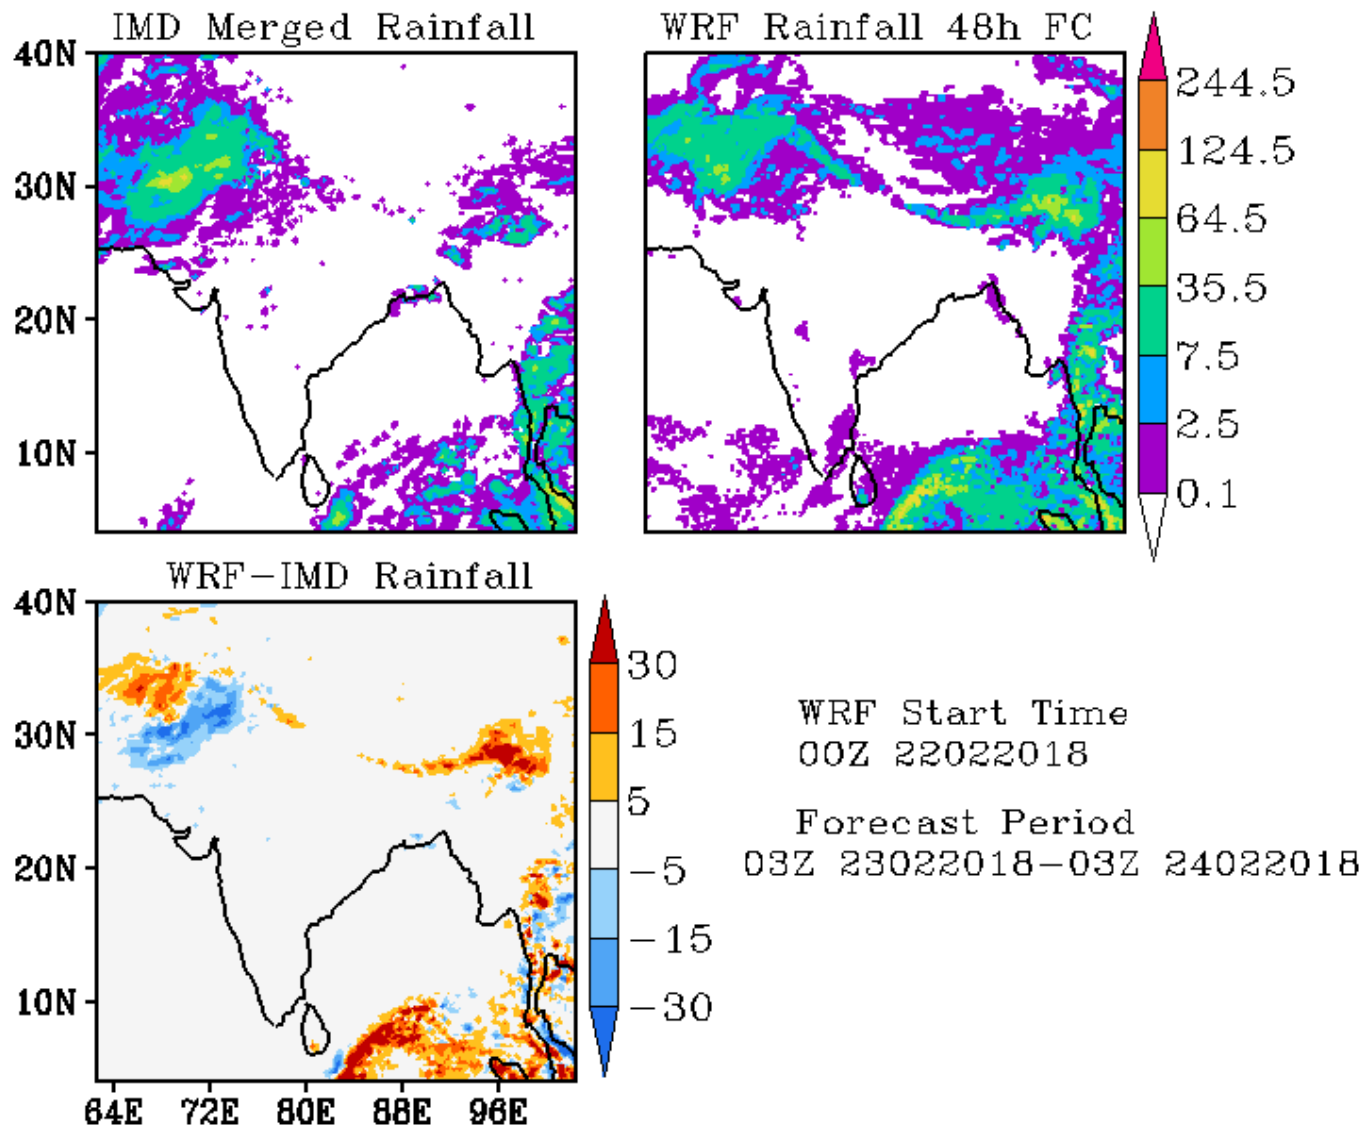 IMD Merged Rainfall
WRF Rainfall 48h FC
40N
30N
20N
10N
244.5
124.5
64.5
35.5
7.5
2.5
0.1
WRF-IMD Rainfall
40N
30N
20N
10N
64E 72E 80E 88E 96E
30
15
5
-5
-15
-30
WRF Start Time
00Z 22022018
Forecast Period
03Z 23022018-03Z 24022018